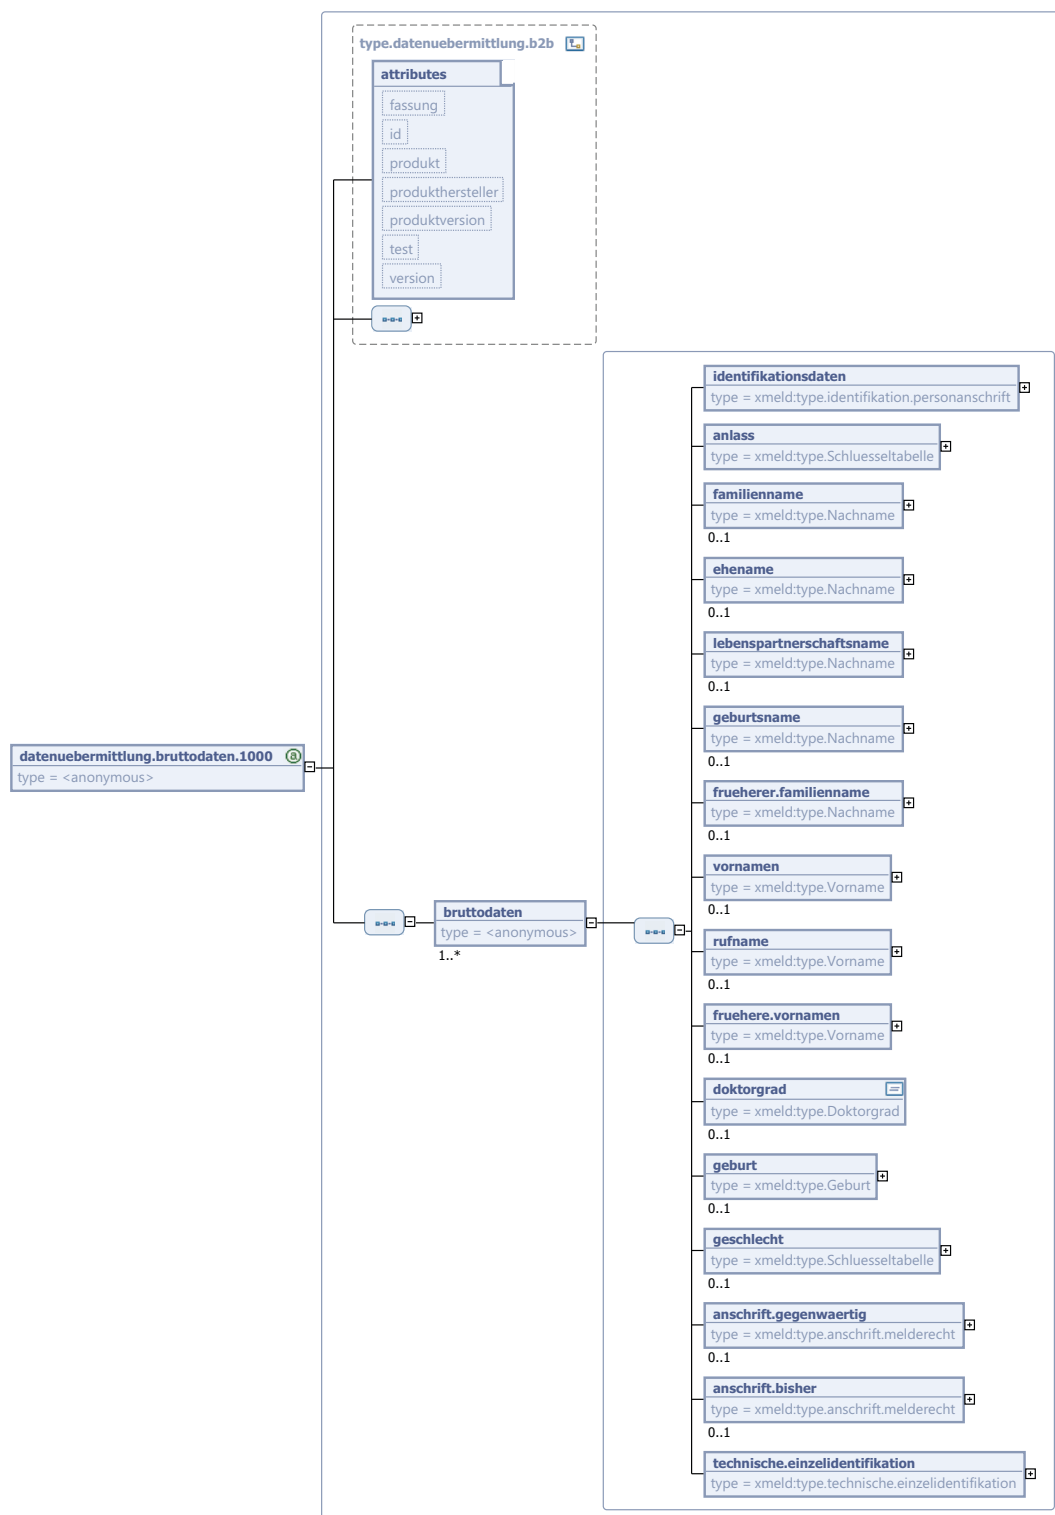 type.datenuebermittlung.b2b
attributes
fassung
id
produkt
produkthersteller
produktversion
test
version
datenuebermittlung.bruttodaten.1000
type = <anonymous>
bruttodaten
type = <anonymous>
1..*
identifikationsdaten
type = xmeld:type.identifikation.personanschrift
anlass
type = xmeld:type.Schluesseltabelle
familienname
type = xmeld:type.Nachname
0..1
ehename
type = xmeld:type.Nachname
0..1
lebenspartnerschaftsname
type = xmeld:type.Nachname
0..1
geburtsname
type = xmeld:type.Nachname
0..1
frueherer.familienname
type = xmeld:type.Nachname
0..1
vornamen
type = xmeld:type.Vorname
0..1
rufname
type = xmeld:type.Vorname
0..1
fruehere.vornamen
type = xmeld:type.Vorname
0..1
doktorgrad
type = xmeld:type.Doktorgrad
0..1
geburt
type = xmeld:type.Geburt
0..1
geschlecht
type = xmeld:type.Schluesseltabelle
0..1
anschrift.gegenwaertig
type = xmeld:type.anschrift.melderecht
0..1
anschrift.bisher
type = xmeld:type.anschrift.melderecht
0..1
technische.einzelidentifikation
type = xmeld:type.technische.einzelidentifikation